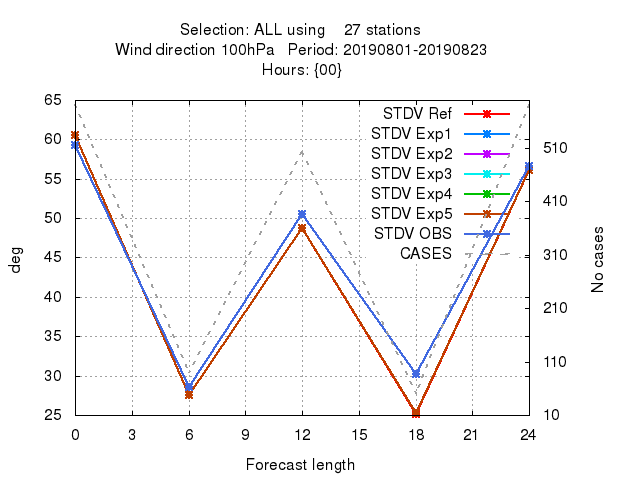 Selection: ALL using    27 stations
Wind direction 100hPa   Period: 20190801-20190823
Hours: {00}
65
60
55
50
45
40
35
30
25
deg
STDV Ref
STDV Exp1
STDV Exp2
STDV Exp3
STDV Exp4
STDV Exp5
STDV OBS
CASES
510
410
310
210
110
10
No cases
0 3 6 9 12 15 18 21 24
Forecast length